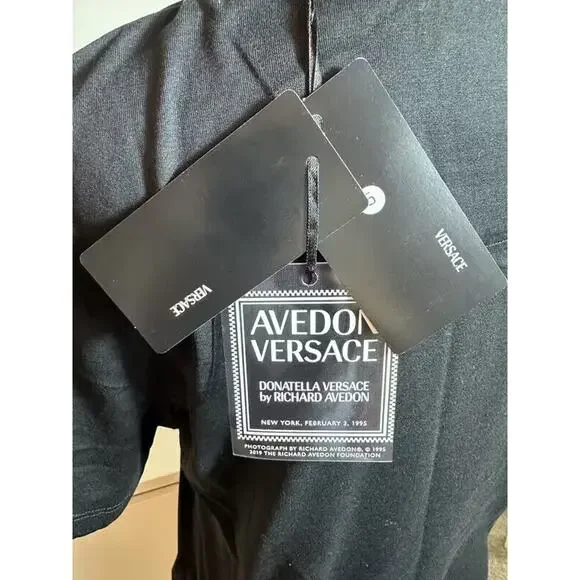 VERSACE
VERSACE
AVEDON
VERSACE
DONATELLA VERSACE
by RICHARD AVEDON
NEW YORK, FEBRUARY 2, 1995
PHOTOGRAPH BY RICHARD AVEDON®, © 1995
2019 THE RICHARD AVEDON FOUNDATION